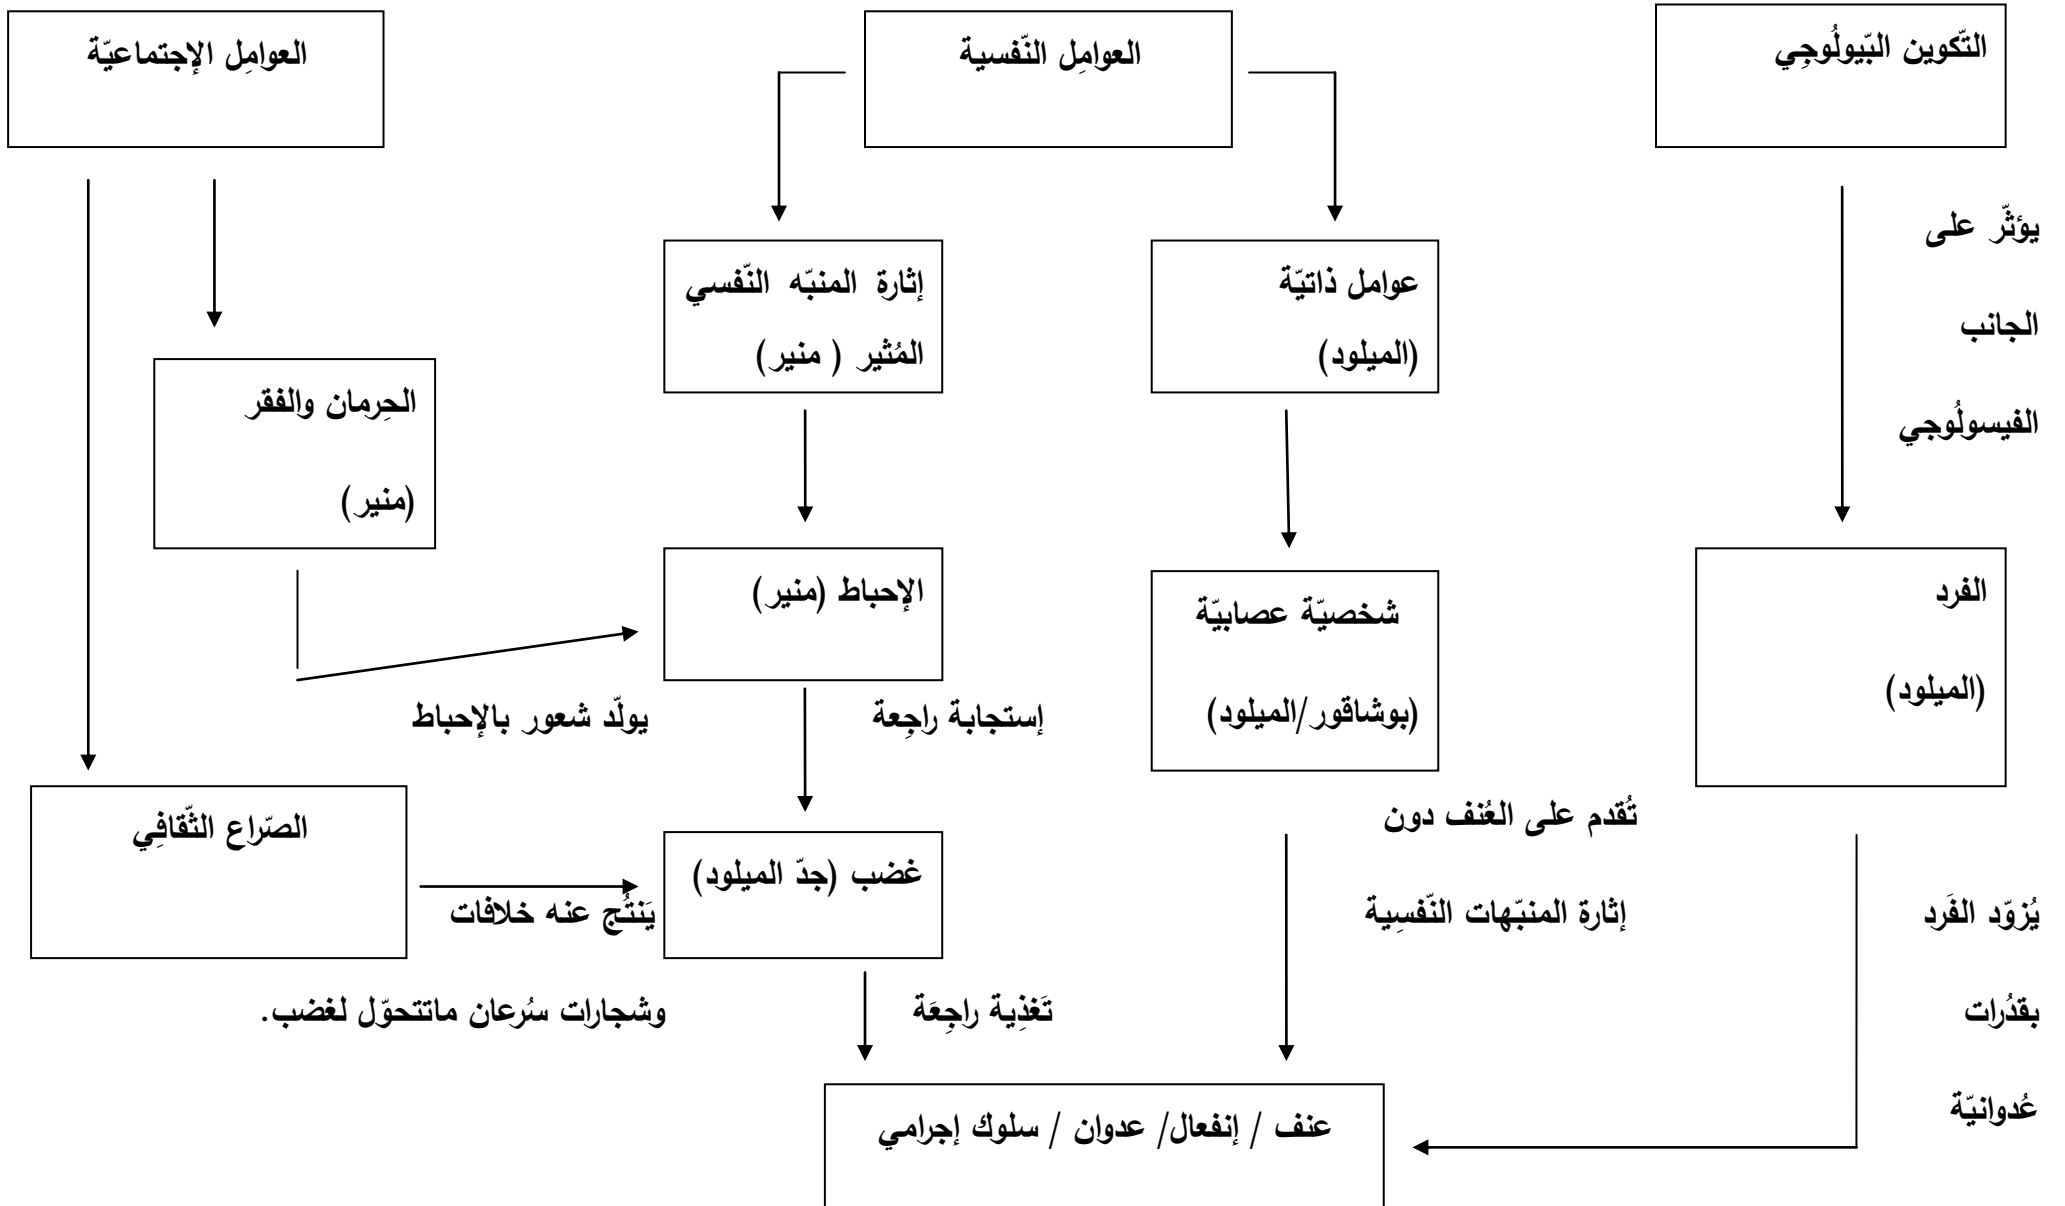 التّكوين البّيولُوجِي
العوامِل النّفسية
العوامِل الإجتماعيّة
يؤثّر على
الجانب
الفيسولُوجي
عوامل ذاتيّة
(الميلود)
إثارة المنبّه النّفسي
المُثير ( منير)
الحِرمان والفقر
(منير)
الفرد
(الميلود)
شخصيّة عصابيّة
(بوشاقور/الميلود)
الإحباط (منير)
إستجابة راجِعة
يولّد شعور بالإحباط
تُقدم على العُنف دون
إثارة المنبّهات النّفسِية
الصّراع الثّقافِي
غضب (جدّ الميلود)
يَنتُج عنه خلافات
وشجارات سُرعان ماتتحوّل لغضب.
تَغذِية راجِعَة
يُزوّد الفَرد
بقدُرات
عُدوانيّة
عنف / إنفعال/ عدوان / سلوك إجرامي